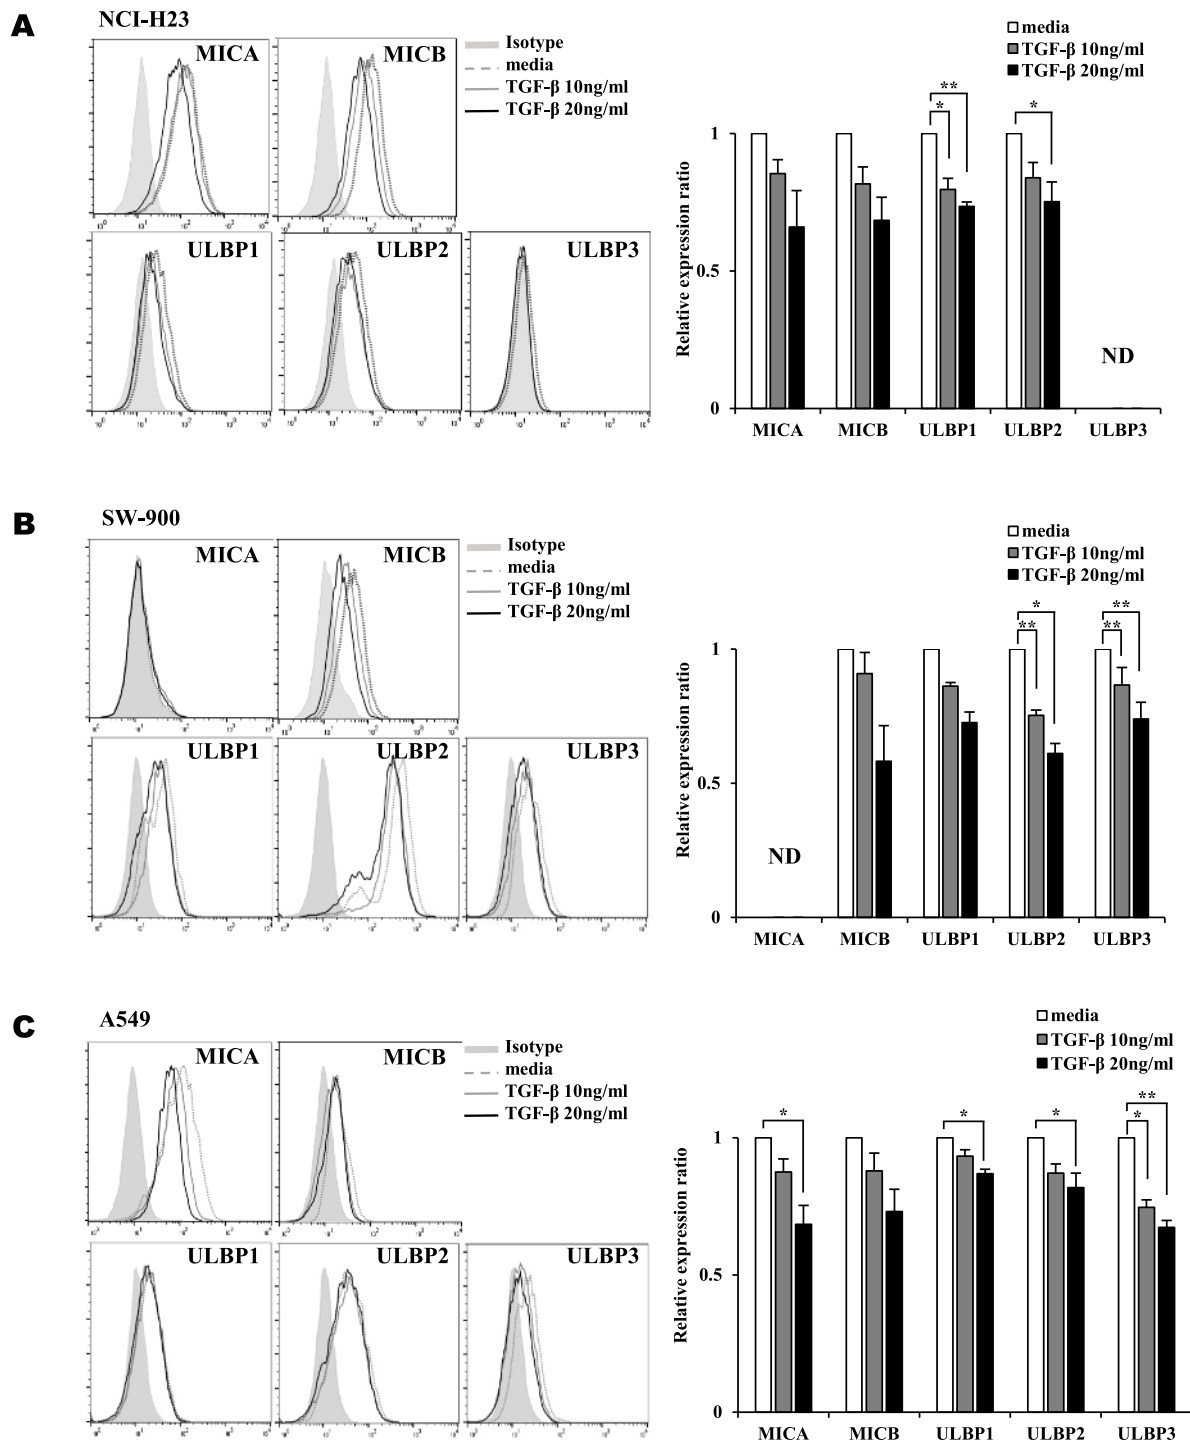 A
NCI-H23
MICA
MICB
Isotype
media
TGF-β 10ng/ml
TGF-β 20ng/ml
ULBP1
ULBP2
ULBP3
media
TGF-β 10ng/ml
TGF-β 20ng/ml
**
*
*
Relative expression ratio
1
0.5
0
ND
MICA MICB ULBP1 ULBP2 ULBP3
B
SW-900
MICA
MICB
Isotype
media
TGF-β 10ng/ml
TGF-β 20ng/ml
ULBP1
ULBP2
ULBP3
media
TGF-β 10ng/ml
TGF-β 20ng/ml
*
**
**
**
Relative expression ratio
1
0.5
0
ND
MICA MICB ULBP1 ULBP2 ULBP3
C
A549
MICA
MICB
Isotype
media
TGF-β 10ng/ml
TGF-β 20ng/ml
ULBP1
ULBP2
ULBP3
media
TGF-β 10ng/ml
TGF-β 20ng/ml
*
*
*
**
*
Relative expression ratio
1
0.5
0
MICA MICB ULBP1 ULBP2 ULBP3